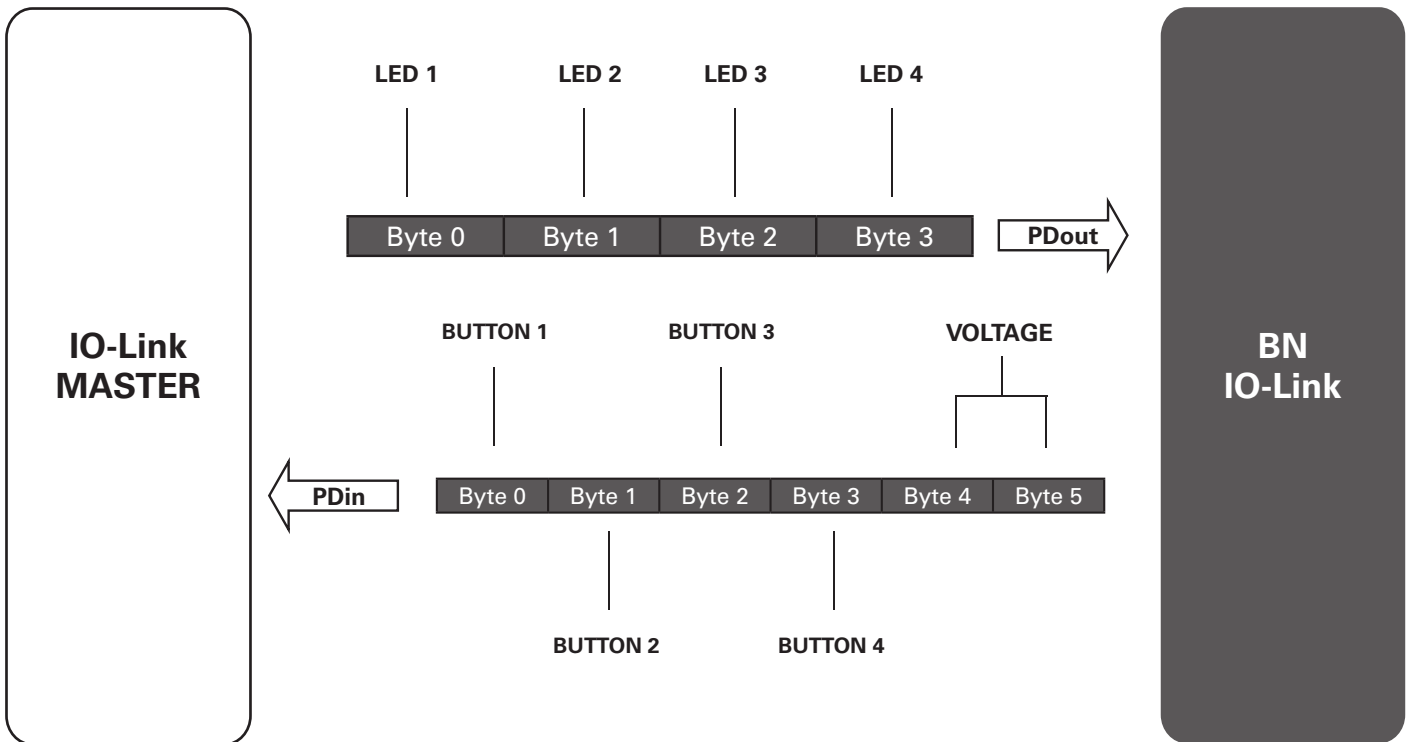 LED 1
LED 2
LED 3
LED 4
Byte 0
Byte 1
Byte 2
Byte 3
PDout
IO-Link
MASTER
BUTTON 1
BUTTON 3
VOLTAGE
BN
IO-Link
PDin
Byte 0
Byte 1
Byte 2
Byte 3
Byte 4
Byte 5
BUTTON 2
BUTTON 4